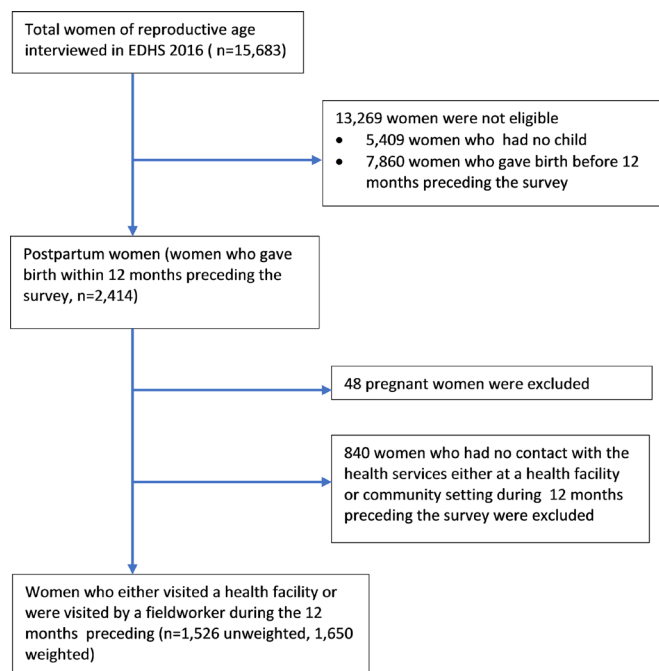 Total women of reproductive age
interviewed in EDHS 2016 ( n=15,683)
13,269 women were not eligible
• 5,409 women who had no child
• 7,860 women who gave birth before 12
months preceding the survey
Postpartum women (women who gave
birth within 12 months preceding the
survey, n=2,414)
48 pregnant women were excluded
840 women who had no contact with the
health services either at a health facility
or community setting during 12 months
preceding the survey were excluded
Women who either visited a health facility or
were visited by a fieldworker during the 12
months preceding (n=1,526 unweighted, 1,650
weighted)